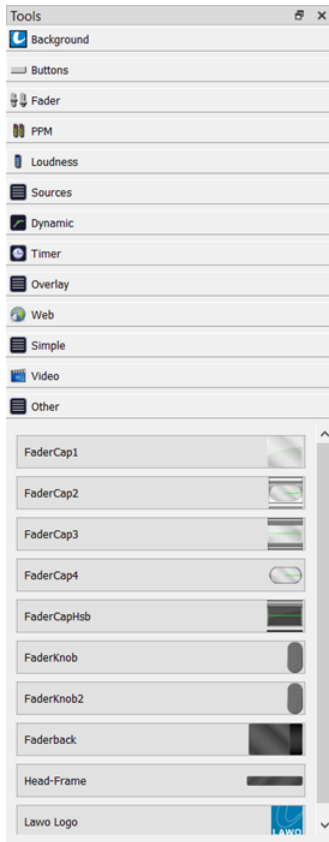 Tools
Background
Buttons
Fader
PPM
Loudness
Sources
Dynamic
Timer
Overlay
Web
Simple
Video
Other
FaderCap1
FaderCap2
FaderCap3
FaderCap4
FaderCapHsb
FaderKnob
FaderKnob2
Faderback
Head-Frame
Lawo Logo
LAWO